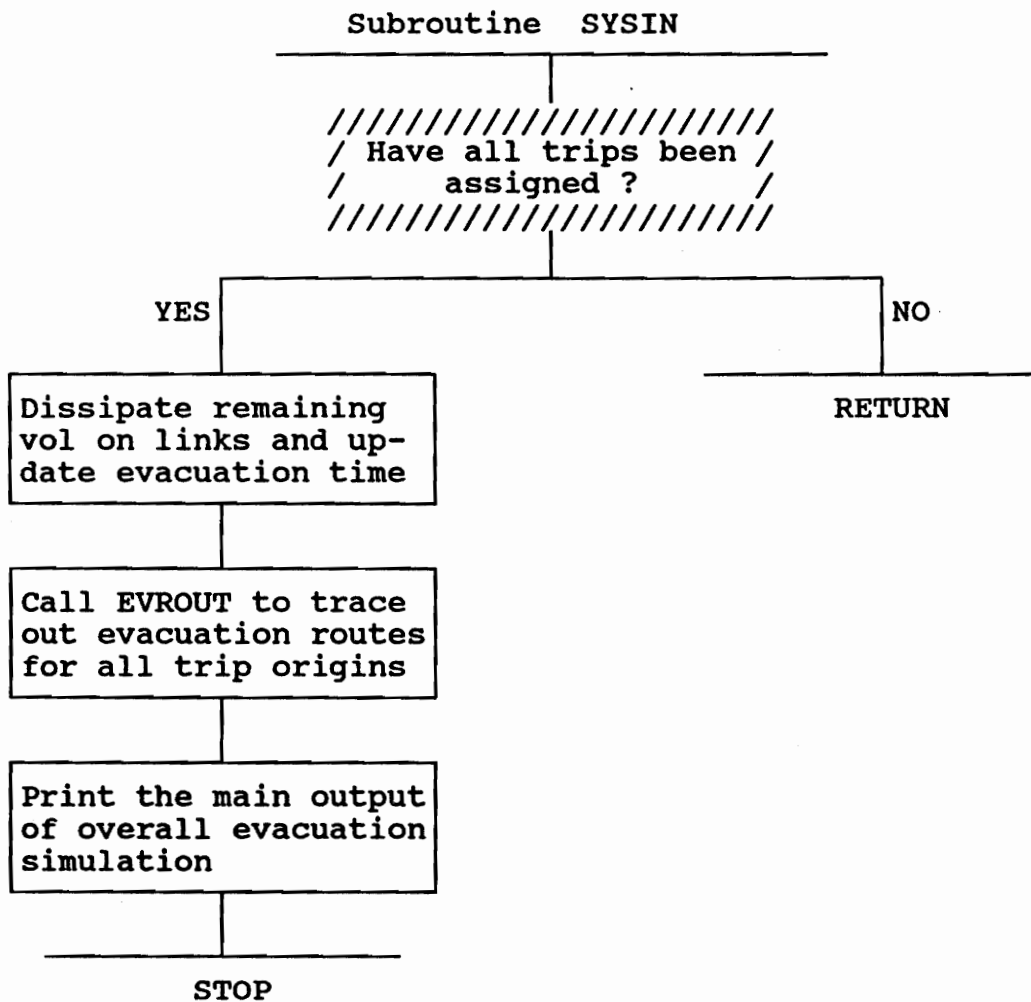 Subroutine SYSIN
Have all trips been
assigned ?
YES
NO
Dissipate remaining
vol on links and up-
date evacuation time
RETURN
Call EVROUT to trace
out evacuation routes
for all trip origins
Print the main output
of overall evacuation
simulation
STOP